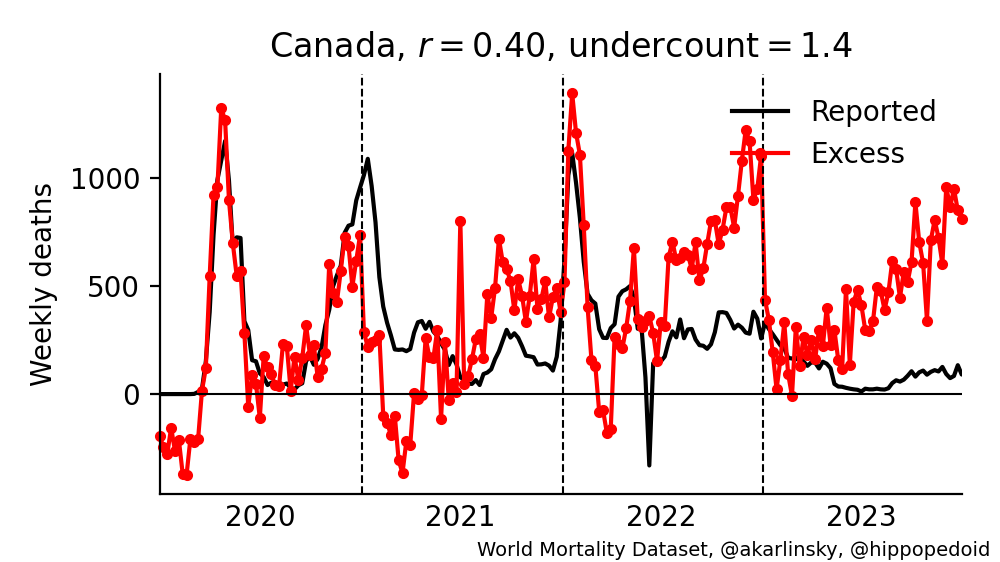 Canada, r = 0.40, undercount = 1.4
Reported
Excess
Weekly deaths
1000
500
0
2020 2021 2022 2023
World Mortality Dataset, @akarlinsky, @hippopedoid